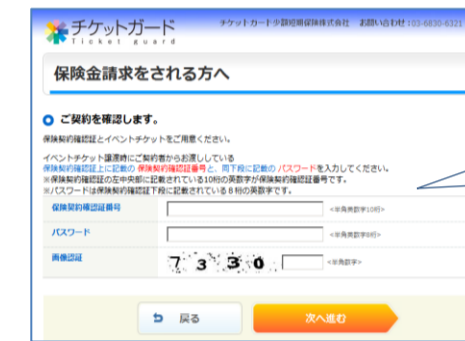 チケットガード
Ticket guard
チケットガード少額短期保険株式会社 お問い合わせ:03-6830-6321
保険金請求をされる方へ
ご契約を確認します。
保険契約確認証とイベントチケットをご用意ください。
イベントチケット譲渡時にご契約者からお渡ししている
保険契約確認証上に記載の 保険契約確認証番号と、同下段に記載の パスワードを入力してください。
※保険契約確認証の左中央部に記載されている10桁の英数字が保険契約確認証番号です。
※パスワードは保険契約確認証下段に記載されている8桁の英数字です。
保険契約確認証番号 <半角英数字10桁>
パスワード <半角英数字8桁>
画像認証 7330 <半角数字>
戻る 次へ進む